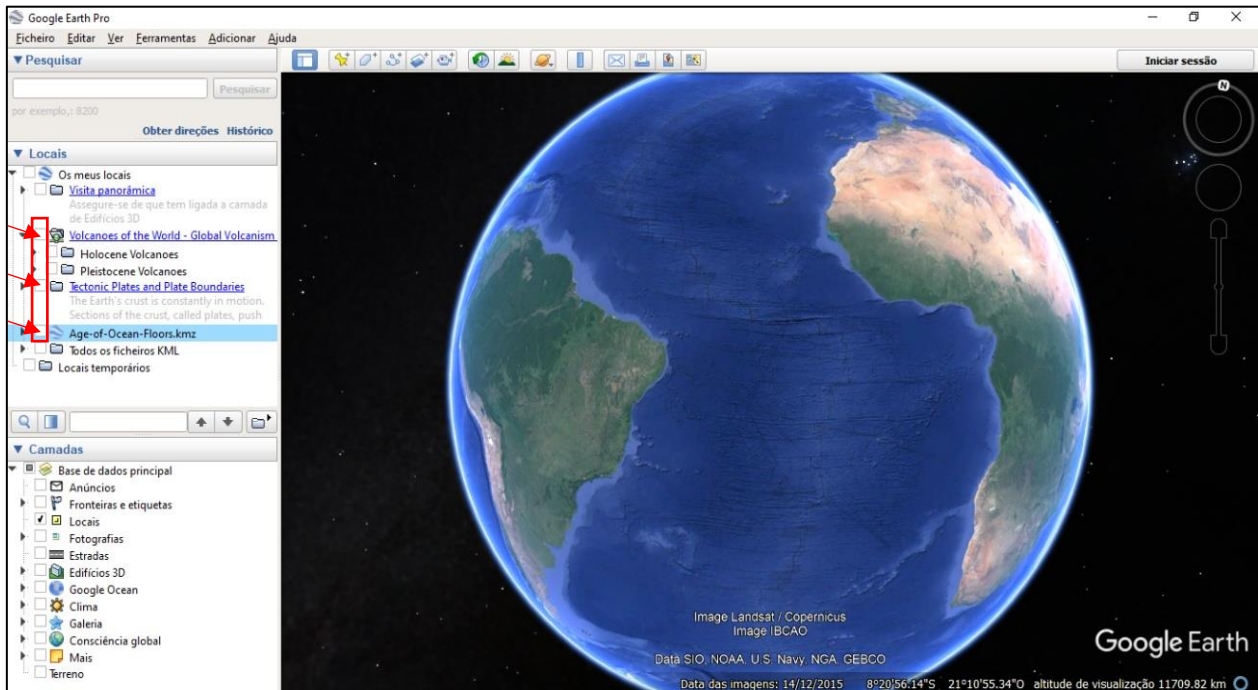 Google Earth Pro
Ficheiro Editar Ver Ferramentas Adicionar Ajuda
Pesquisar
Iniciar sessão
Pesquisar
por exemplo,: 8200
Obter direções Histórico
N
Locais
Os meus locais
Visita panorâmica
Assegure-se de que tem ligada a camada
de Edifícios 3D
Volcanoes of the World - Global Volcanism
Holocene Volcanoes
Pleistocene Volcanoes
Tectonic Plates and Plate Boundaries
The Earth's crust is constantly in motion.
Sections of the crust, called plates, push
Age-of-Ocean-Floors.kmz
Todos os ficheiros KML
Locais temporários
Camadas
Base de dados principal
Anúncios
Fronteiras e etiquetas
Locais
Fotografias
Estradas
Edifícios 3D
Google Ocean
Clima
Galeria
Consciência global
Mais
Terreno
Image Landsat / Copernicus
Image IBCAO
Data SIO, NOAA, U.S. Navy, NGA, GEBCO
Google Earth
Data das imagens: 14/12/2015 8°20'56.14"S 21°10'55.34"O altitude de visualização 11709.82 km